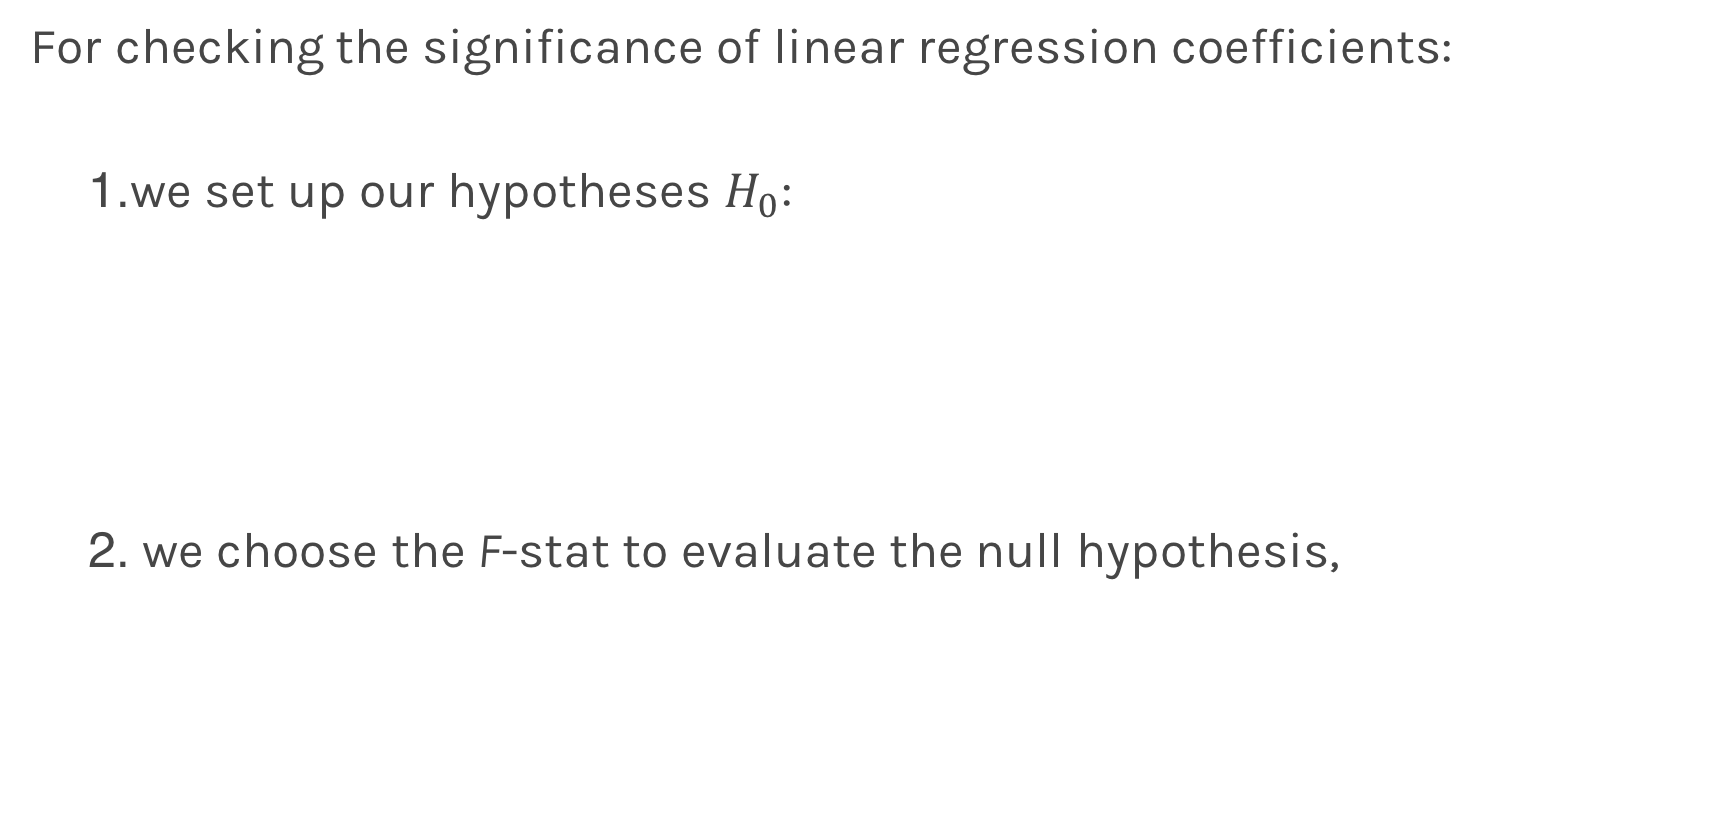 For checking the significance of linear regression coefficients:
1.we set up our hypotheses H₀:
2. we choose the F-stat to evaluate the null hypothesis,